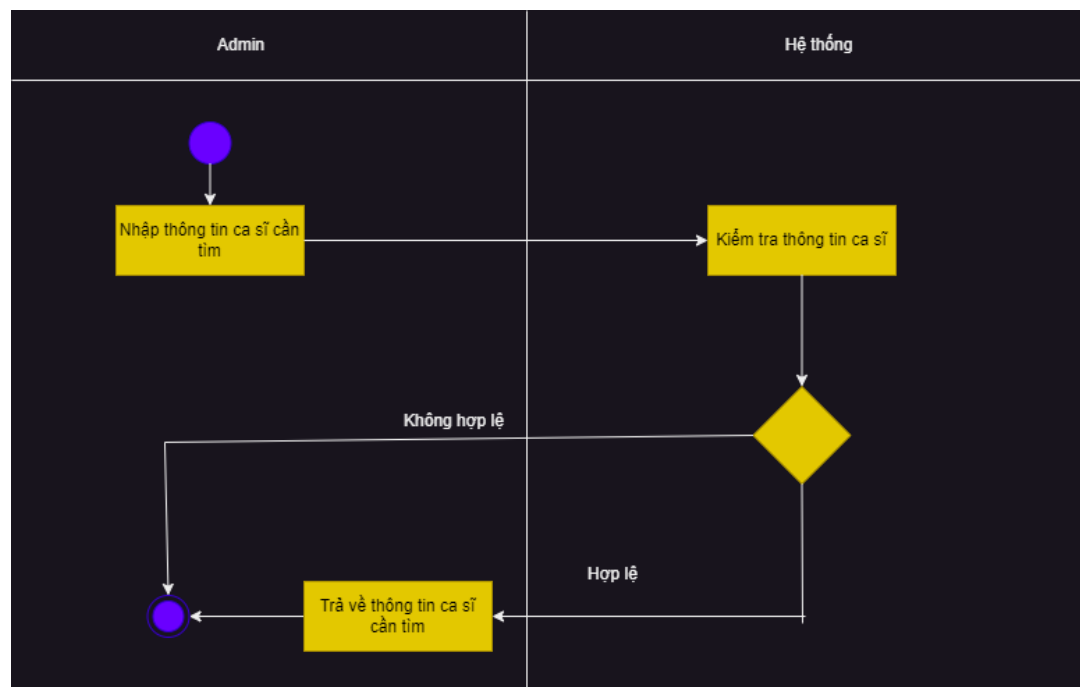 Admin
Hệ thống
Nhập thông tin ca sĩ cần
tìm
Kiểm tra thông tin ca sĩ
Không hợp lệ
Hợp lệ
Trả về thông tin ca sĩ
cần tìm